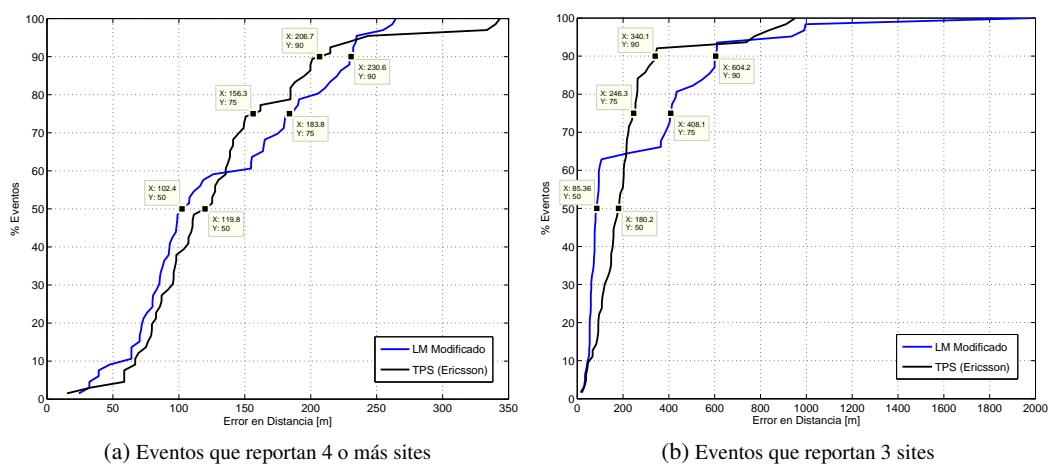 100
90
80
70
60
50
40
30
20
10
0
% Eventos
0 50 100 150 200 250 300 350
Error en Distancia [m]
X: 206.7
Y: 90
X: 230.6
Y: 90
X: 156.3
Y: 75
X: 183.8
Y: 75
X: 102.4
Y: 50
X: 119.8
Y: 50
LM Modificado
TPS (Ericsson)
(a) Eventos que reportan 4 o más sites
100
90
80
70
60
50
40
30
20
10
0
% Eventos
0 200 400 600 800 1000 1200 1400 1600 1800 2000
Error en Distancia [m]
X: 340.1
Y: 90
X: 604.2
Y: 90
X: 246.3
Y: 75
X: 408.1
Y: 75
X: 85.36
Y: 50
X: 180.2
Y: 50
LM Modificado
TPS (Ericsson)
(b) Eventos que reportan 3 sites